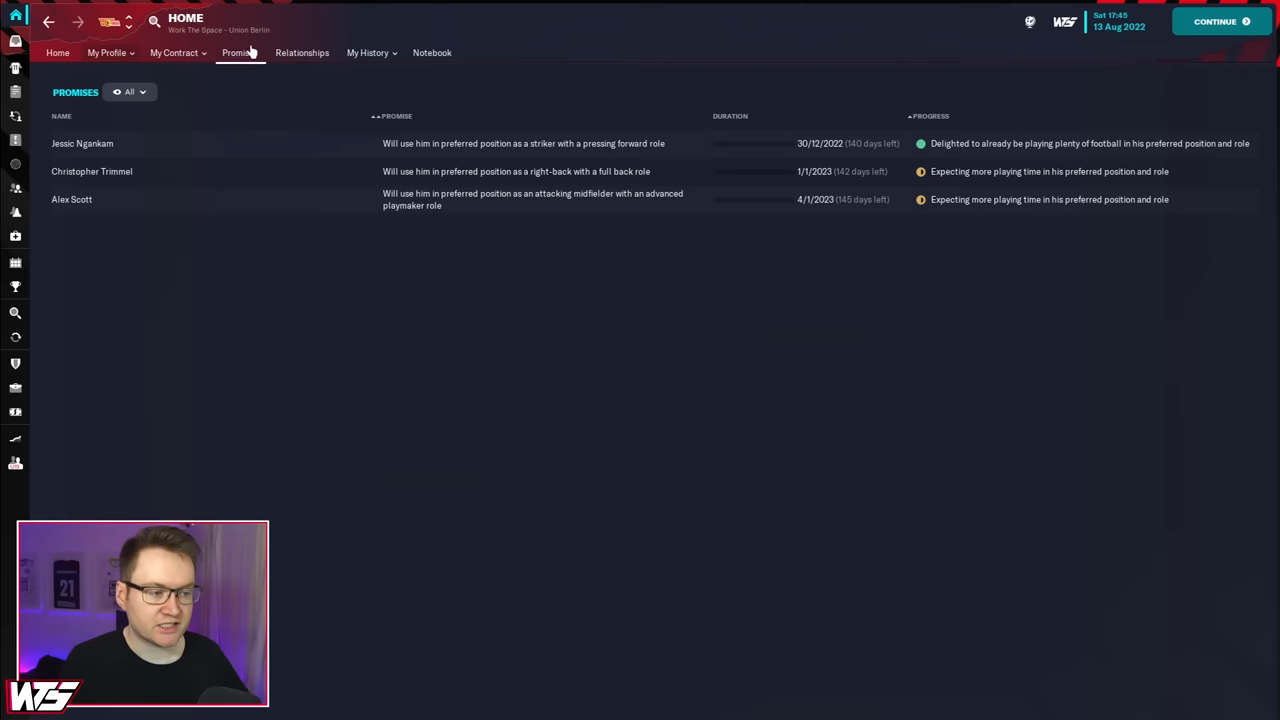 HOME
Work The Space - Union Berlin
WTS
Sat 17:45
13 Aug 2022
CONTINUE
Home
My Profile
My Contract
Promises
Relationships
My History
Notebook
PROMISES
All
NAME
PROMISE
DURATION
PROGRESS
Jessic Ngankam
Will use him in preferred position as a striker with a pressing forward role
30/12/2022 (140 days left)
Delighted to already be playing plenty of football in his preferred position and role
Christopher Trimmel
Will use him in preferred position as a right-back with a full back role
1/1/2023 (142 days left)
Expecting more playing time in his preferred position and role
Alex Scott
Will use him in preferred position as an attacking midfielder with an advanced
playmaker role
4/1/2023 (145 days left)
Expecting more playing time in his preferred position and role
21
WTS